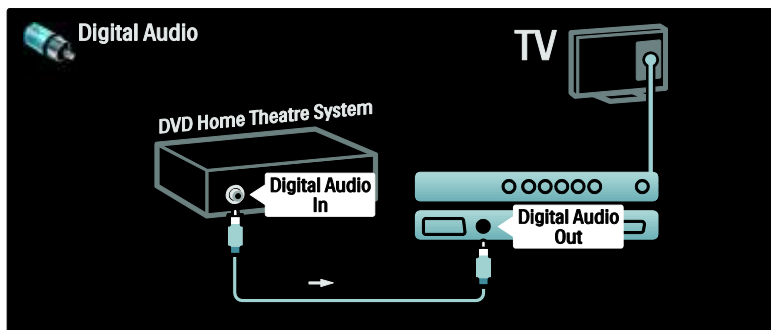 Digital Audio
TV
DVD Home Theatre System
Digital Audio
In
Digital Audio
Out